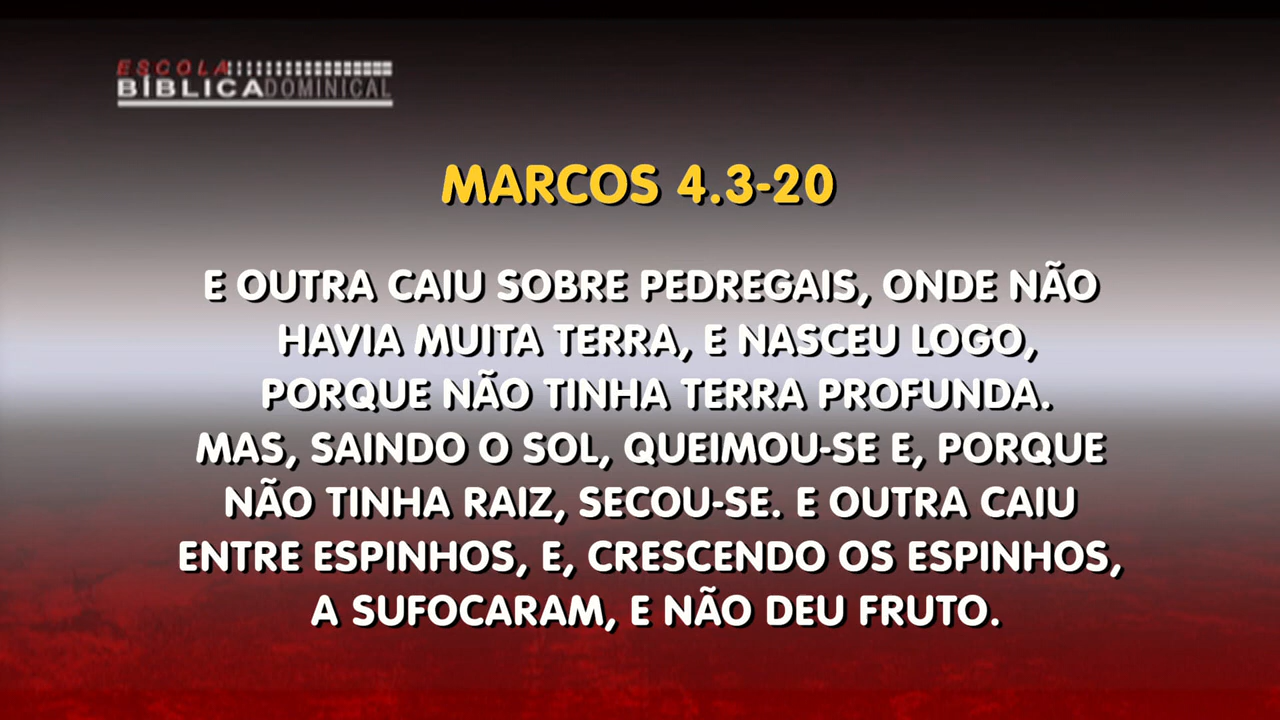 ESCOLA
BÍBLICADOMINICAL
MARCOS 4.3-20
E OUTRA CAIU SOBRE PEDREGAIS, ONDE NÃO
HAVIA MUITA TERRA, E NASCEU LOGO,
PORQUE NÃO TINHA TERRA PROFUNDA.
MAS, SAINDO O SOL, QUEIMOU-SE E, PORQUE
NÃO TINHA RAIZ, SECOU-SE. E OUTRA CAIU
ENTRE ESPINHOS, E, CRESCENDO OS ESPINHOS,
A SUFOCARAM, E NÃO DEU FRUTO.